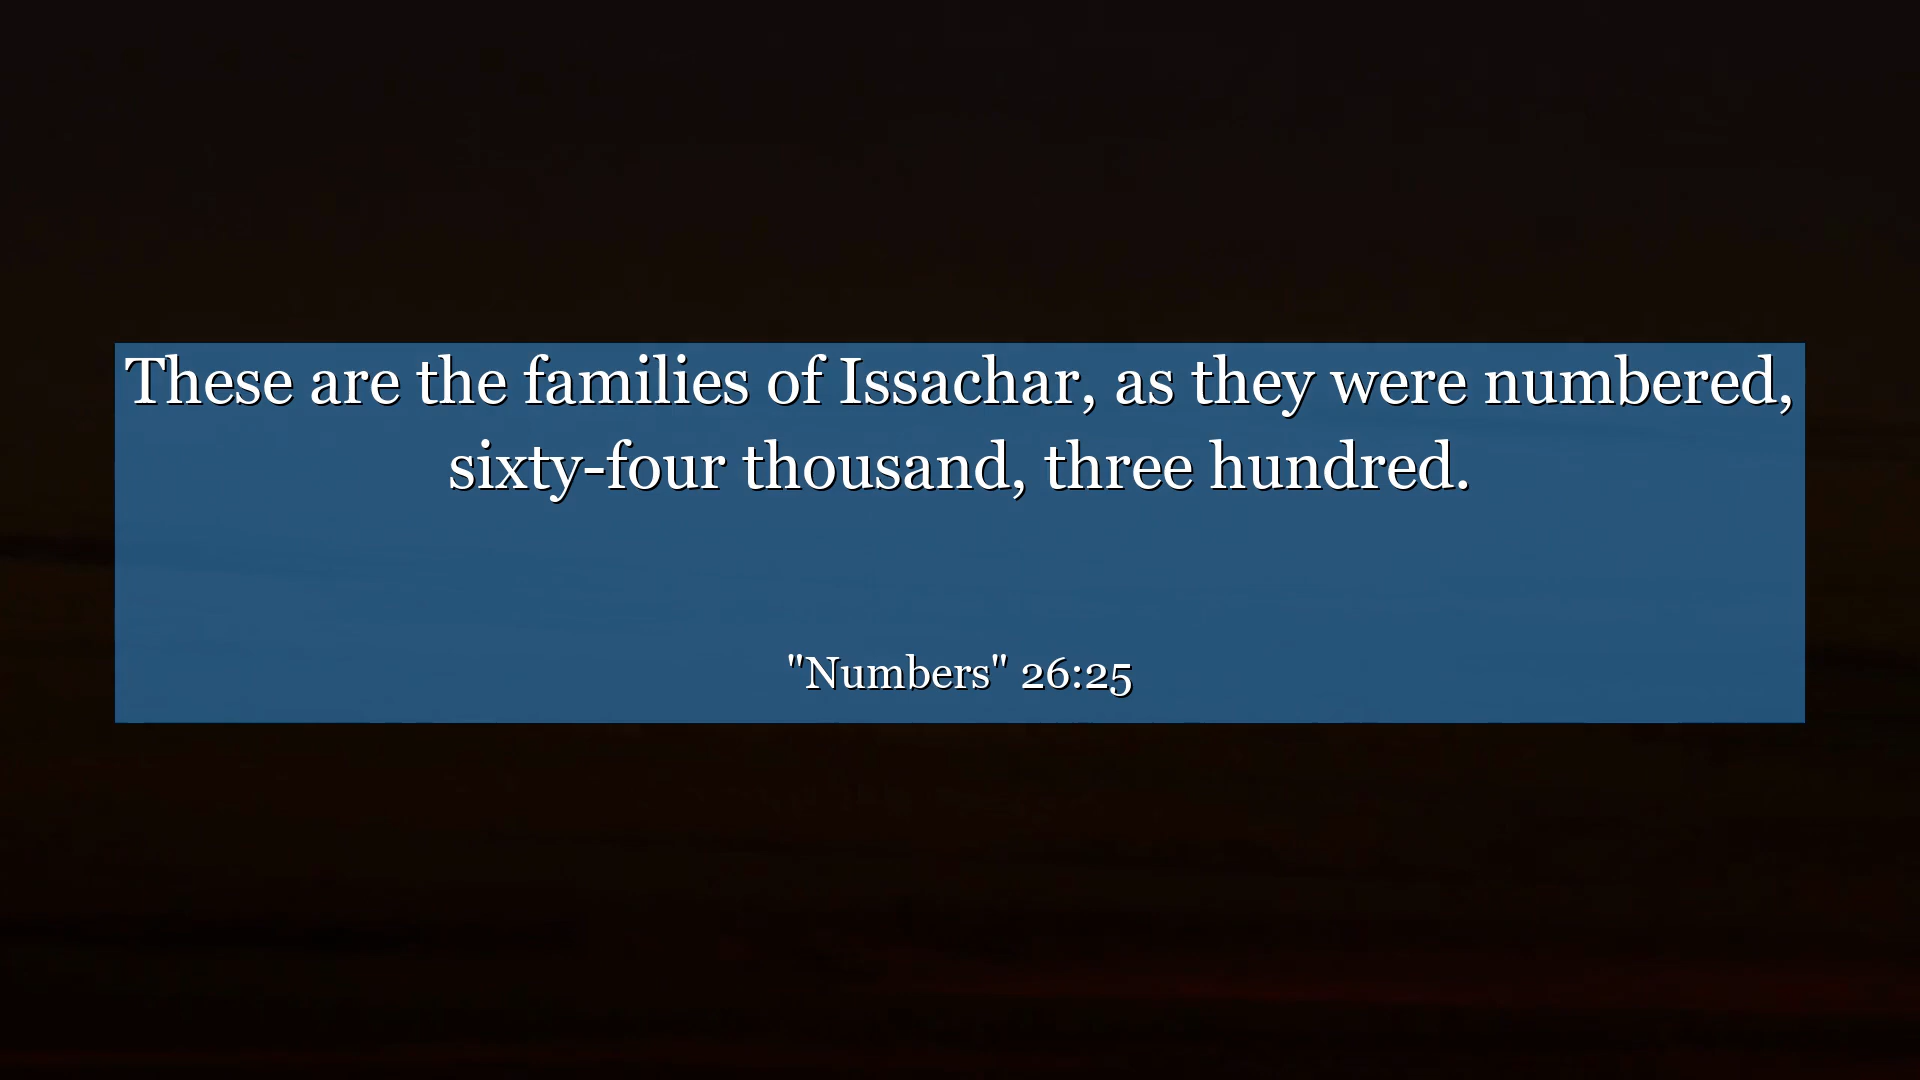 These are the families of Issachar, as they were numbered,
sixty-four thousand, three hundred.
"Numbers" 26:25